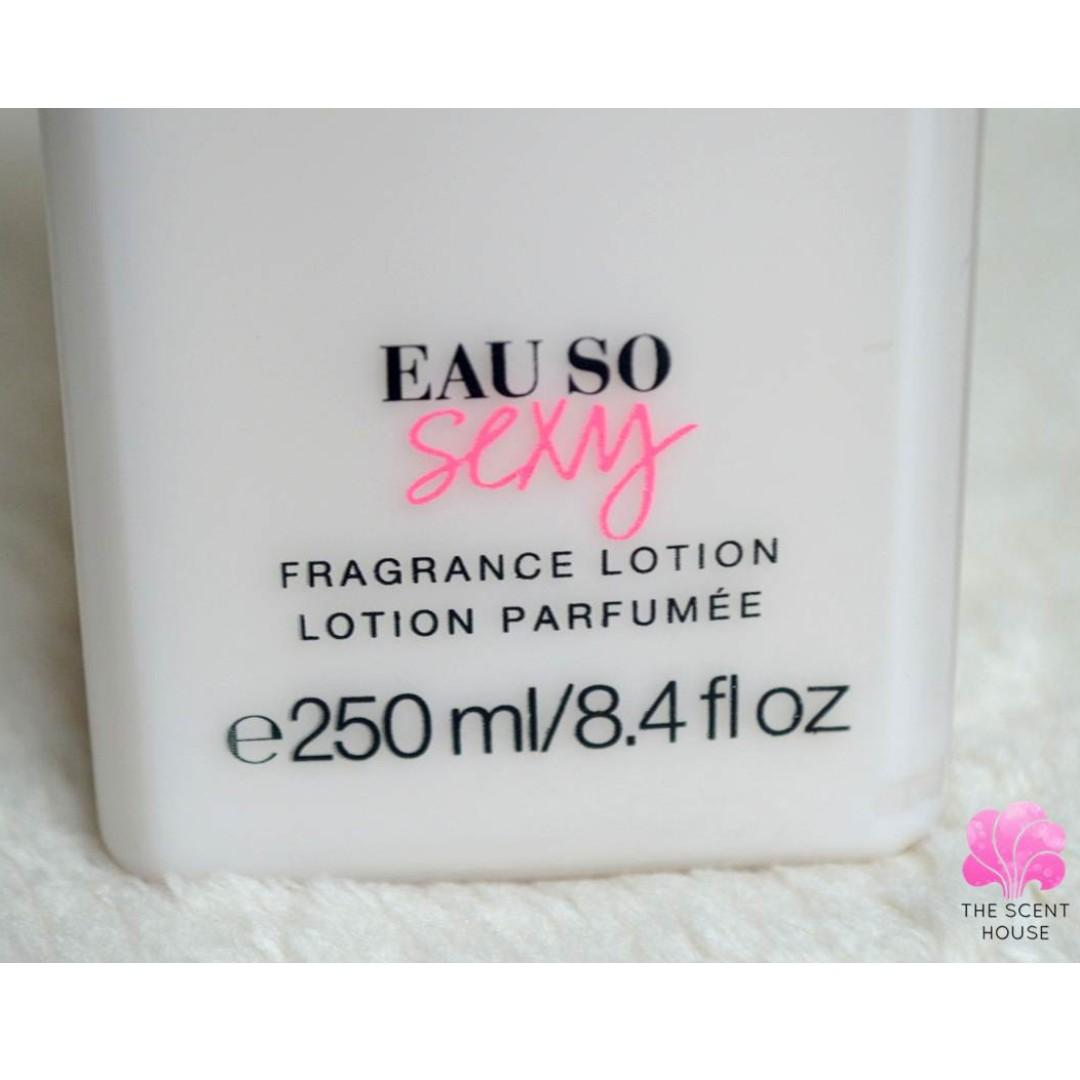 EAU SO
sexy
FRAGRANCE LOTION
LOTION PARFUMÉE
℮250 ml/8.4 fl oz
THE SCENT
HOUSE